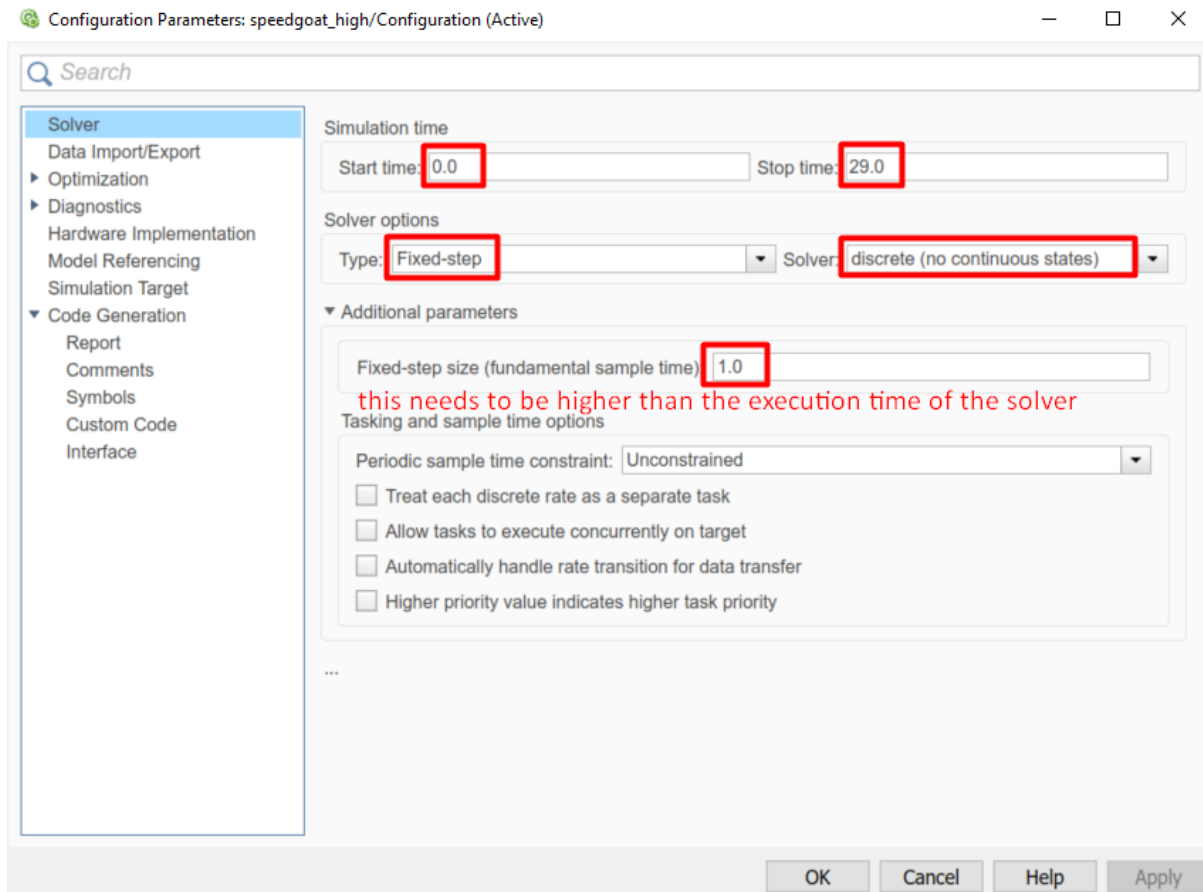 Configuration Parameters: speedgoat_high/Configuration (Active)
Search
Solver
Data Import/Export
Optimization
Diagnostics
Hardware Implementation
Model Referencing
Simulation Target
Code Generation
Report
Comments
Symbols
Custom Code
Interface
Simulation time
Start time: 0.0 Stop time: 29.0
Solver options
Type: Fixed-step Solver: discrete (no continuous states)
Additional parameters
Fixed-step size (fundamental sample time) 1.0
this needs to be higher than the execution time of the solver
Tasking and sample time options
Periodic sample time constraint: Unconstrained
Treat each discrete rate as a separate task
Allow tasks to execute concurrently on target
Automatically handle rate transition for data transfer
Higher priority value indicates higher task priority
...
OK Cancel Help Apply